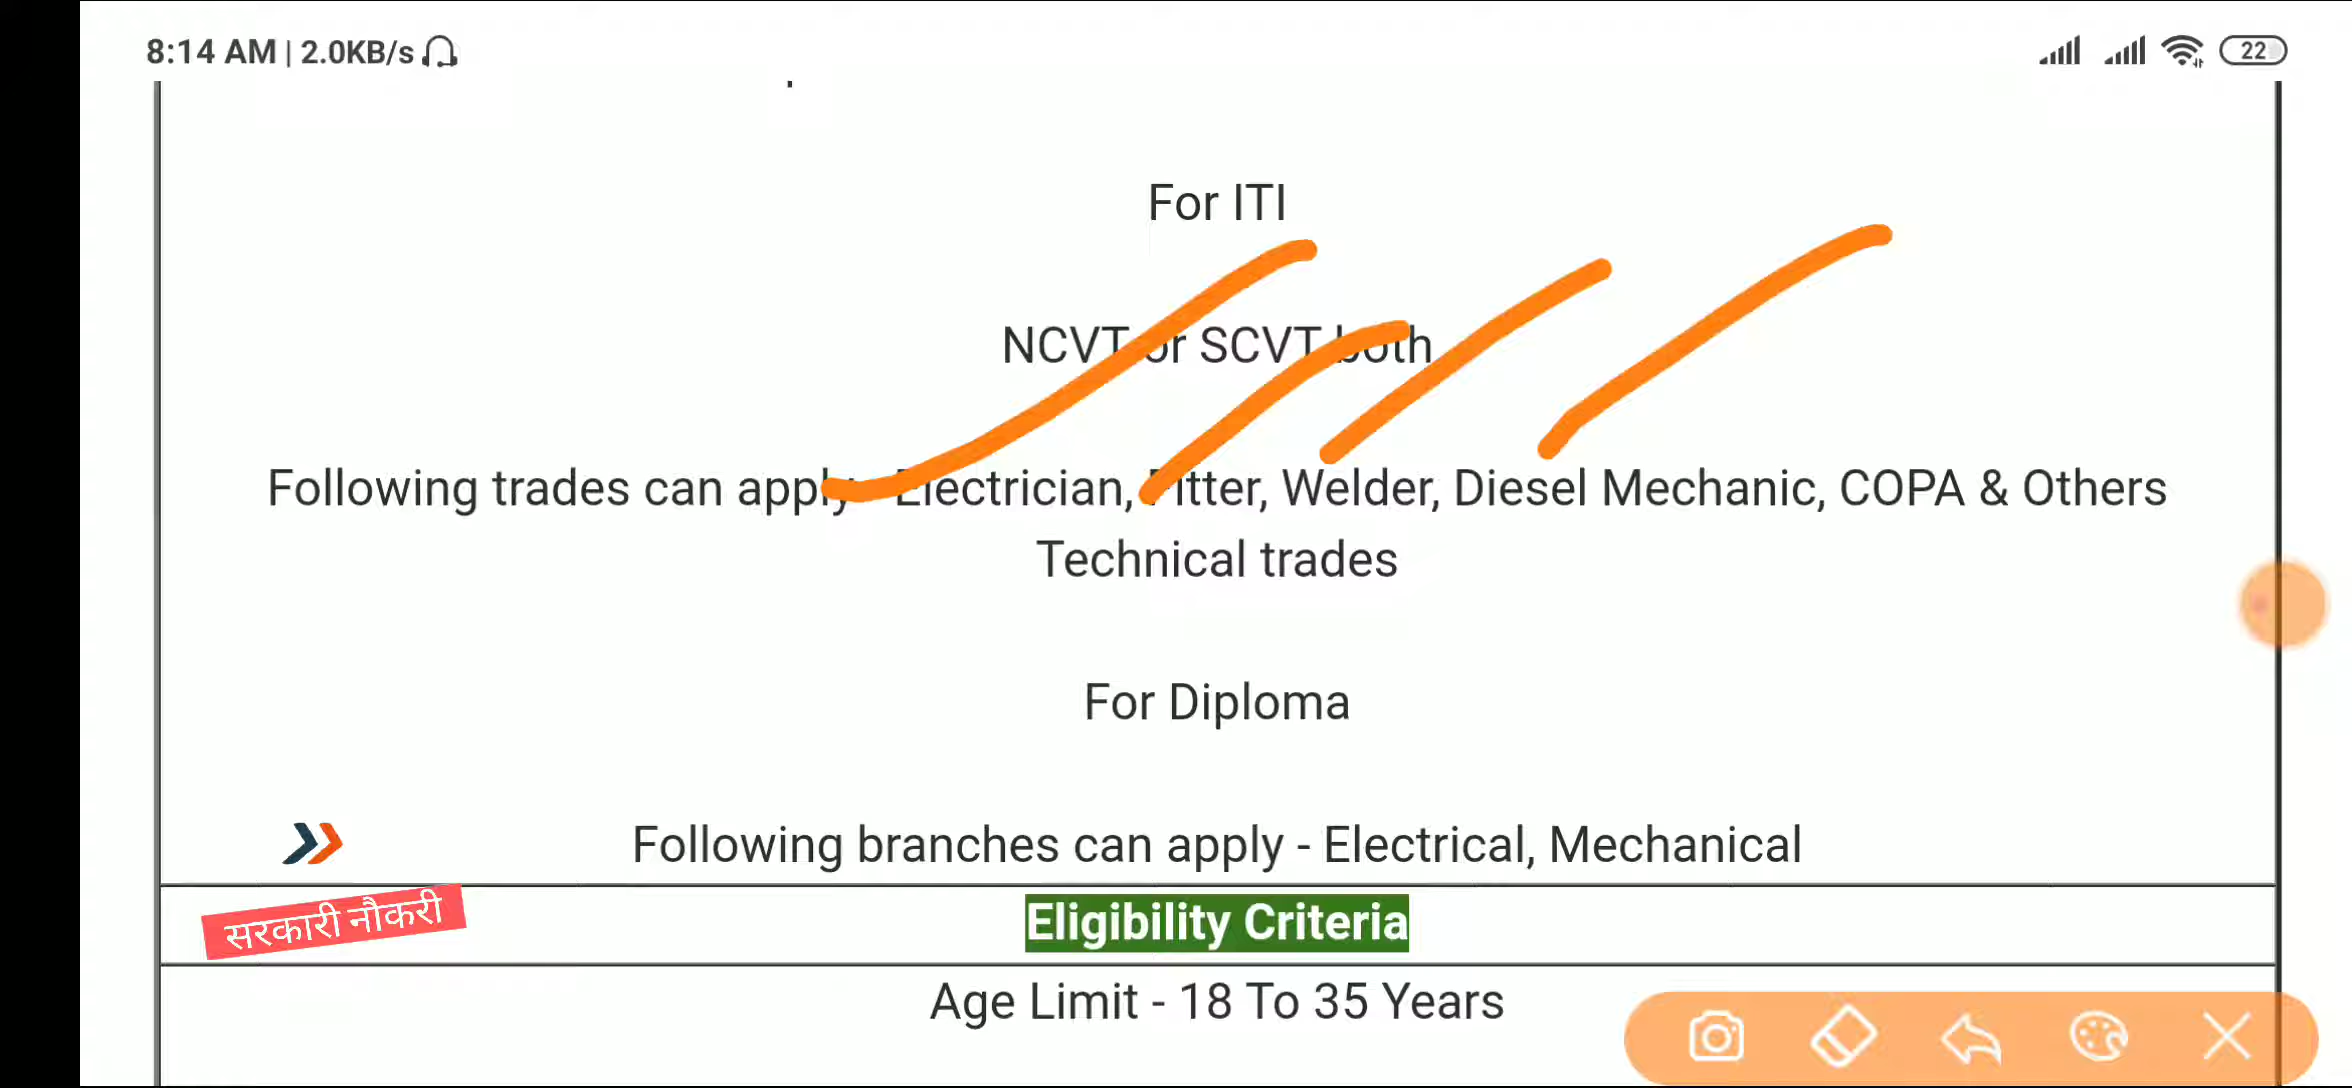 8:14 AM | 2.0KB/s
22
For ITI
NCVT or SCVT both
Following trades can apply - Electrician, Fitter, Welder, Diesel Mechanic, COPA & Others
Technical trades
For Diploma
Following branches can apply - Electrical, Mechanical
सरकारी नौकरी
Eligibility Criteria
Age Limit - 18 To 35 Years